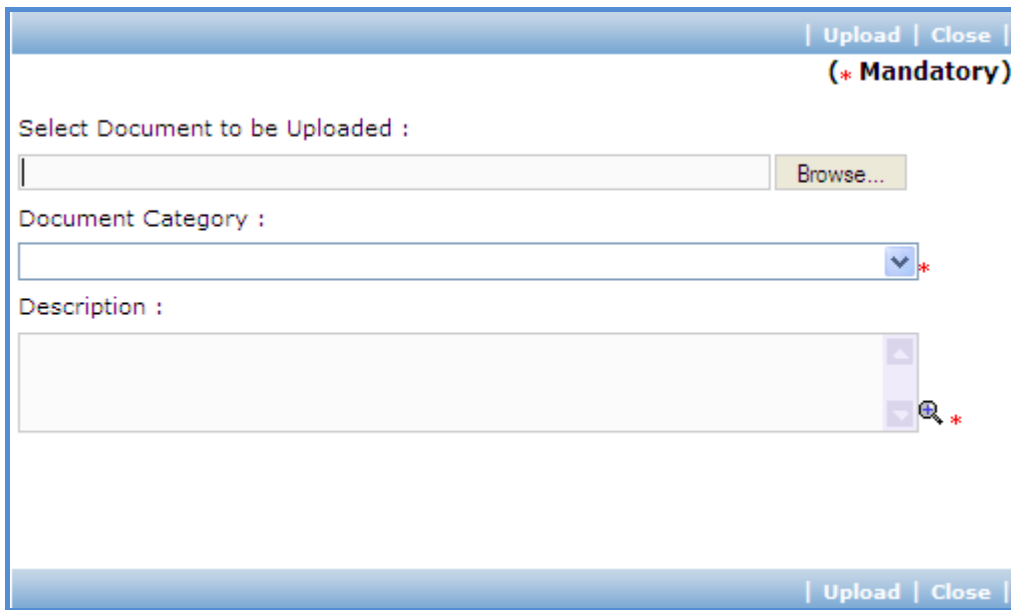 | Upload | Close |
(* Mandatory)
Select Document to be Uploaded :
Browse...
Document Category :
*
Description :
*
| Upload | Close |